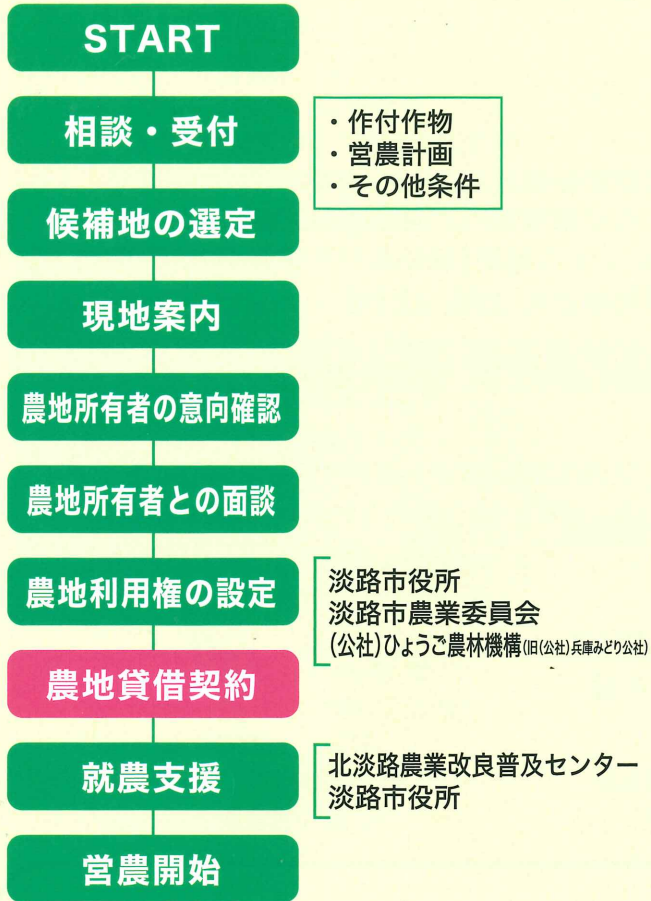 START
相談・受付
・作付作物
・営農計画
・その他条件
候補地の選定
現地案内
農地所有者の意向確認
農地所有者との面談
農地利用権の設定
淡路市役所
淡路市農業委員会
(公社)ひょうご農林機構(旧(公社)兵庫みどり公社)
農地貸借契約
就農支援
北淡路農業改良普及センター
淡路市役所
営農開始